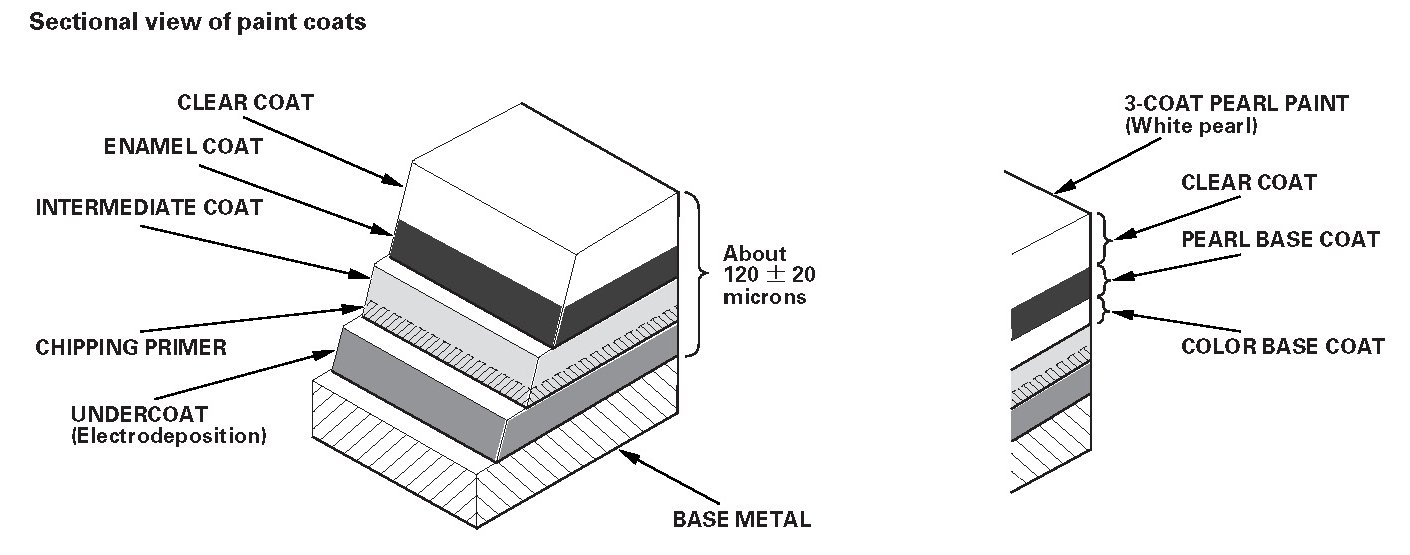 Sectional view of paint coats
CLEAR COAT
ENAMEL COAT
INTERMEDIATE COAT
CHIPPING PRIMER
UNDERCOAT
(Electrodeposition)
About
120 ± 20
microns
BASE METAL
3-COAT PEARL PAINT
(White pearl)
CLEAR COAT
PEARL BASE COAT
COLOR BASE COAT